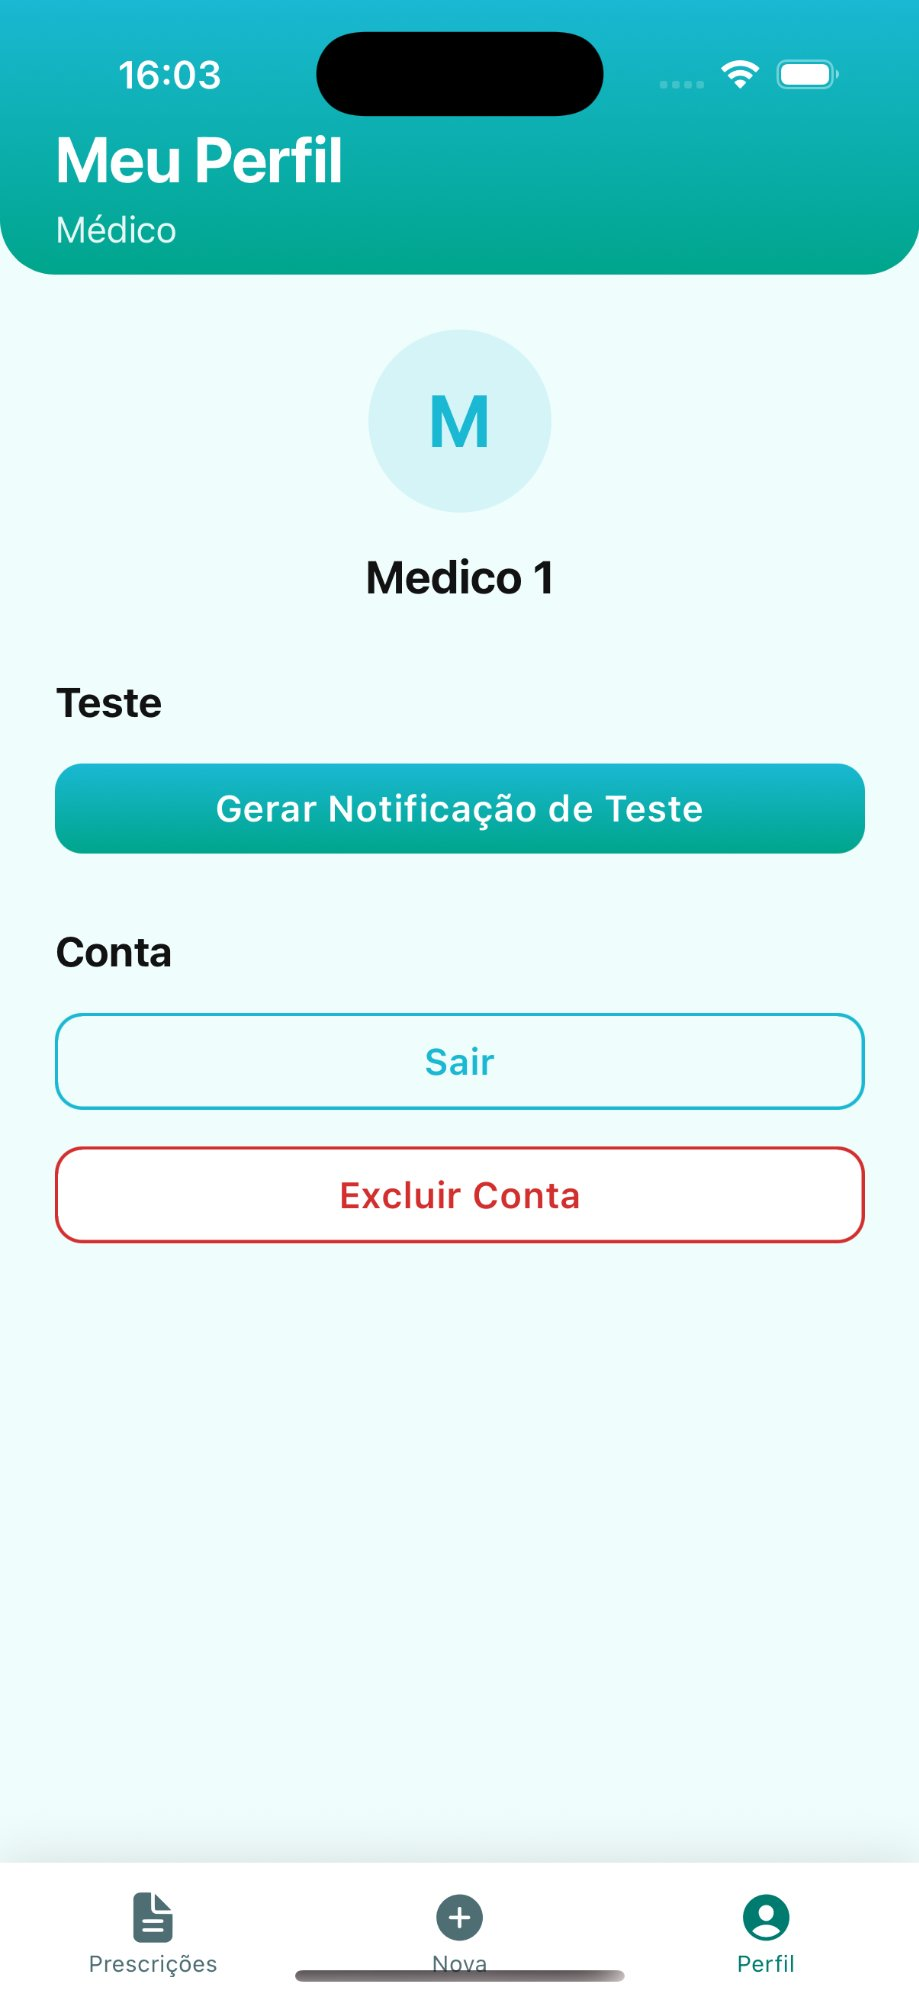 16:03
Meu Perfil
Médico
M
Medico 1
Teste
Gerar Notificação de Teste
Conta
Sair
Excluir Conta
Prescrições
Nova
Perfil